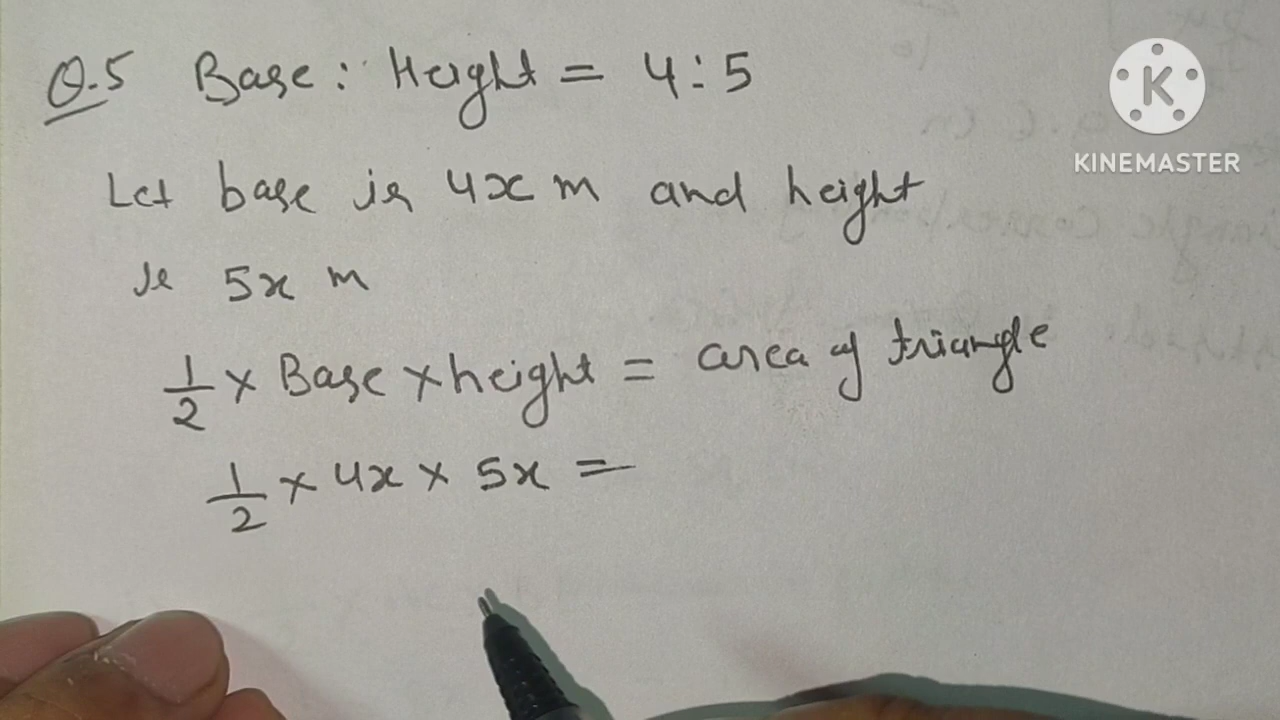 Q.5 Base: Height = 4:5
Let base is 4x m and height
is 5x m
1/2 × Base × height = area of triangle
1/2 × 4x × 5x =
K
KINEMASTER